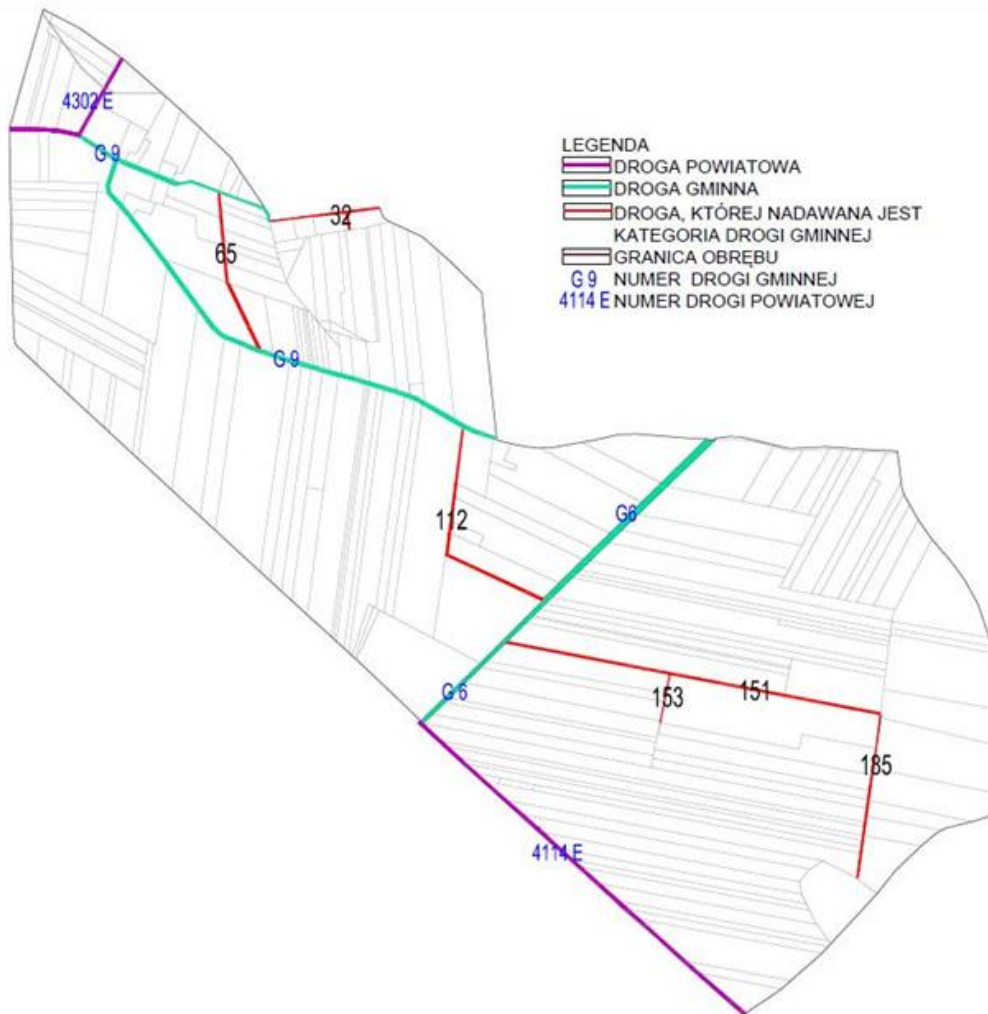 4302 E
G 9
LEGENDA
DROGA POWIATOWA
DROGA GMINNA
DROGA, KTÓREJ NADAWANA JEST
KATEGORIA DROGI GMINNEJ
GRANICA OBRĘBU
G 9 NUMER DROGI GMINNEJ
4114 E NUMER DROGI POWIATOWEJ
32
65
G 9
112
G6
G 6
153
151
185
4114 E